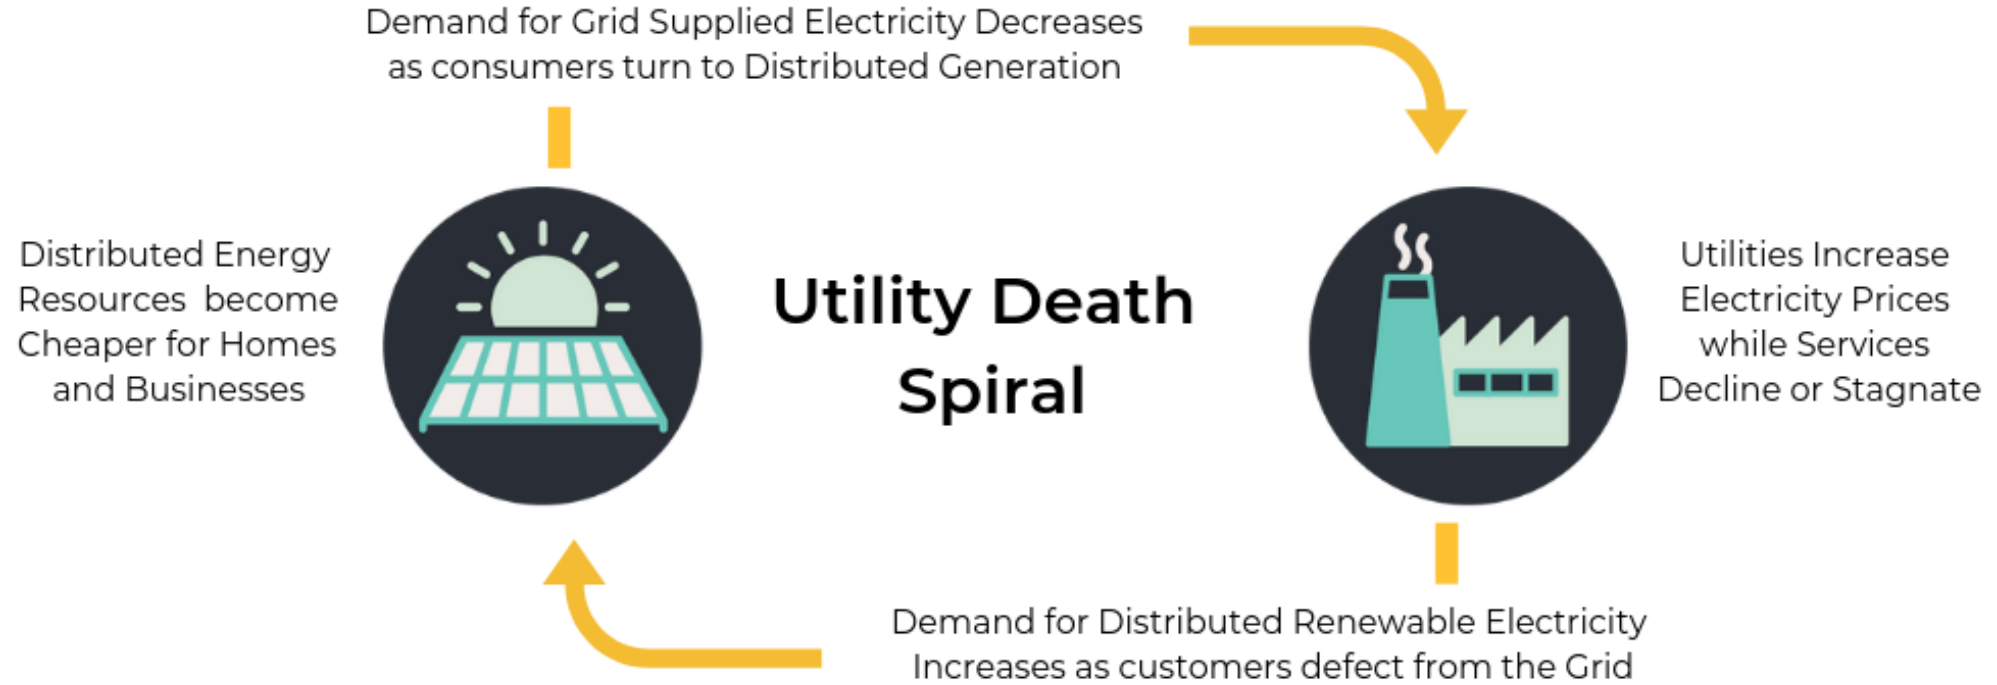 Demand for Grid Supplied Electricity Decreases
as consumers turn to Distributed Generation
Distributed Energy
Resources become
Cheaper for Homes
and Businesses
Utility Death
Spiral
Utilities Increase
Electricity Prices
while Services
Decline or Stagnate
Demand for Distributed Renewable Electricity
Increases as customers defect from the Grid